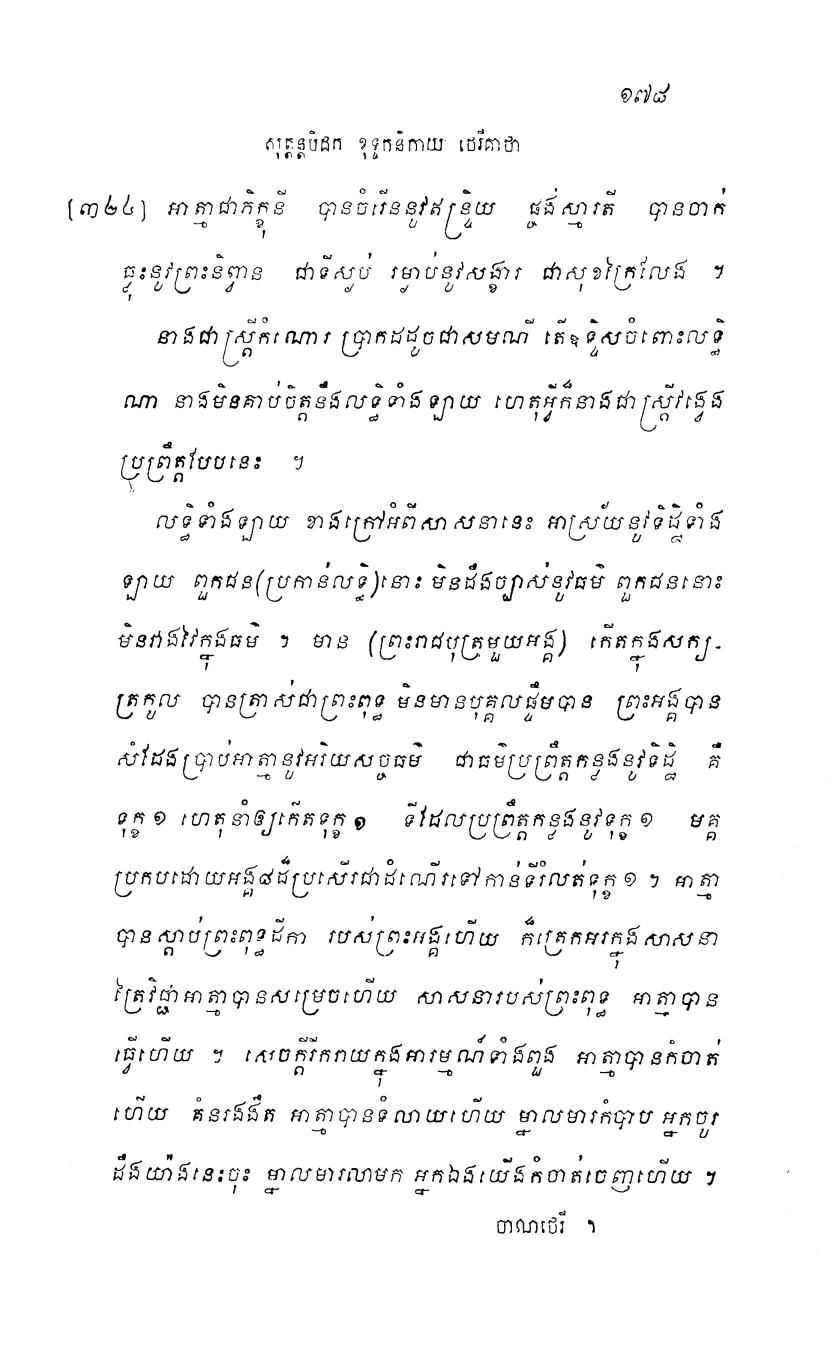 ១៧៨
សុត្តន្តបិដក ខុទ្ទកនិកាយ ថេរីគាថា
[៣២៤] អាត្មាជាភិក្ខុនី បានចំរើននូវឥន្ទ្រិយ ផ្ចង់ស្មារតី បានចាក់
ធ្លុះនូវព្រះនិព្វាន ជាទីស្ងប់ រម្ងាប់នូវសង្ខារ ជាសុខក្រៃលែង ។
នាងជាស្រ្តីកំណោរ ប្រាកដដូចជាសមណី តើឧទ្ទិសចំពោះលទ្ធិ
ណា នាងមិនគាប់ចិត្តនឹងលទ្ធិទាំងឡាយ ហេតុអ្វីក៏នាងជាស្រ្តីវង្វេង
ប្រព្រឹត្តបែបនេះ ។
លទ្ធិទាំងឡាយ ខាងក្រៅអំពីសាសនានេះ អាស្រ័យនូវទិដ្ឋិទាំង
ឡាយ ពួកជន(ប្រកាន់លទ្ធិ)នោះ មិនដឹងច្បាស់នូវធម៌ ពួកជននោះ
មិនវាងវៃក្នុងធម៌ ។ មាន (ព្រះរាជបុត្រមួយអង្គ) កើតក្នុងសក្យ-
ត្រកូល បានត្រាស់ជាព្រះពុទ្ធ មិនមានបុគ្គលផ្ទឹមបាន ព្រះអង្គបាន
សំដែងប្រាប់អាត្មានូវអរិយសច្ចធម៌ ជាធម៌ប្រព្រឹត្តកន្លងនូវទិដ្ឋិ គឺ
ទុក្ខ ១ ហេតុនាំឲ្យកើតទុក្ខ ១ ទីដែលប្រព្រឹត្តកន្លងនូវទុក្ខ ១ មគ្គ
ប្រកបដោយអង្គ៨ដ៏ប្រសើរជាដំណើរទៅកាន់ទីរំលត់ទុក្ខ ១ ។ អាត្មា
បានស្តាប់ព្រះពុទ្ធដីកា របស់ព្រះអង្គហើយ ក៏ត្រេកអរក្នុងសាសនា
ត្រៃវិជ្ជាអាត្មាបានសម្រេចហើយ សាសនារបស់ព្រះពុទ្ធ អាត្មាបាន
ធ្វើហើយ ។ សេចក្តីរីករាយក្នុងអារម្មណ៍ទាំងពួង អាត្មាបានកំចាត់
ហើយ គំនរងងឹត អាត្មាបានទំលាយហើយ ម្នាលមារកំបាប អ្នកចូរ
ដឹងយ៉ាងនេះចុះ ម្នាលមារលាមក អ្នកឯងយើងកំចាត់ចេញហើយ ។
ចាលាថេរី ។